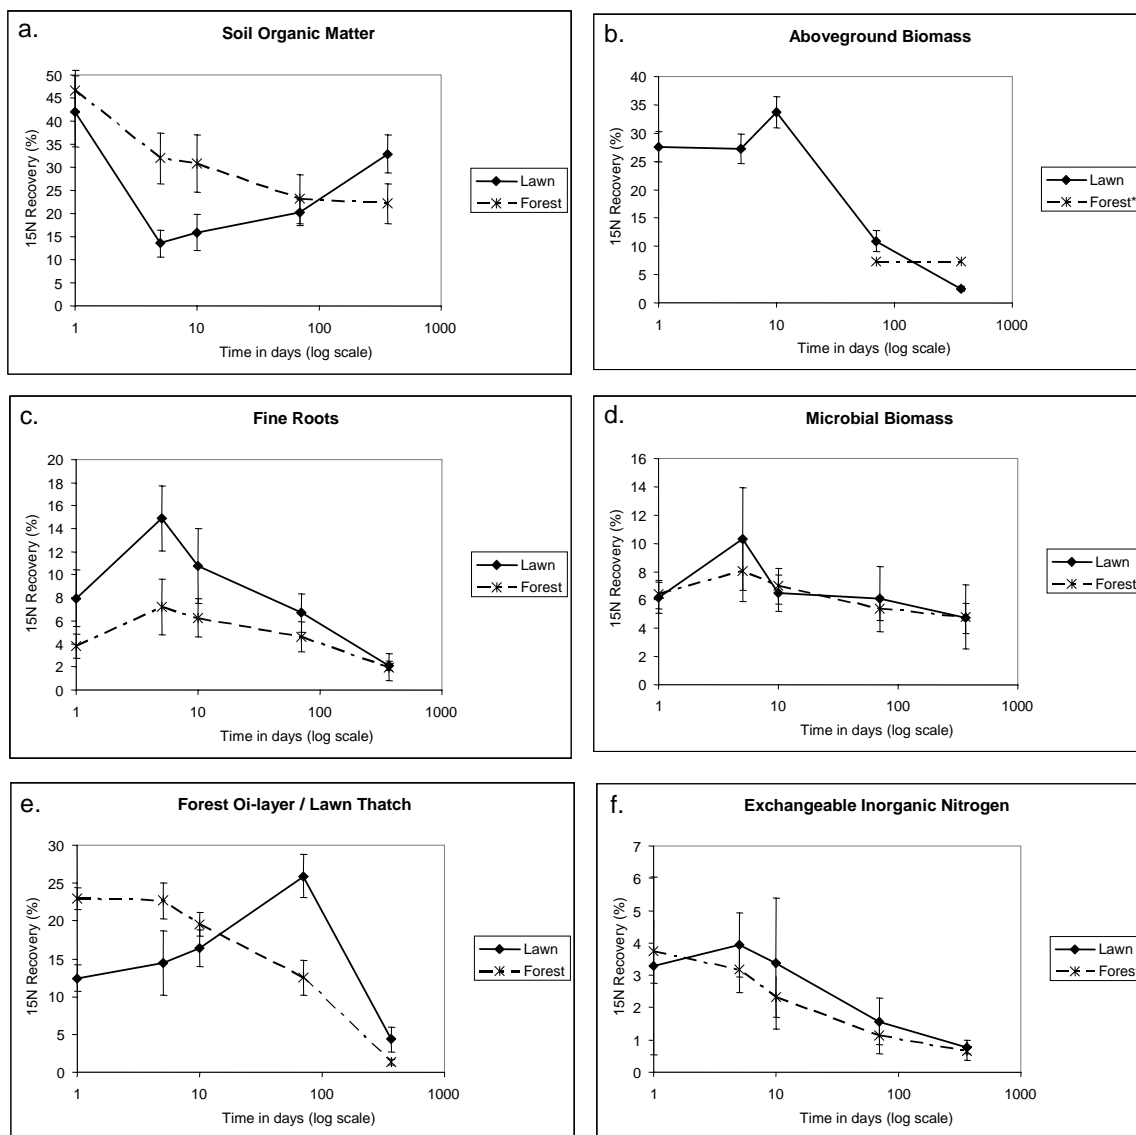 a.
Soil Organic Matter
15N Recovery (%)
50
45
40
35
30
25
20
15
10
5
0
1 10 100 1000
Time in days (log scale)
Lawn
Forest
b.
Aboveground Biomass
15N Recovery (%)
40
35
30
25
20
15
10
5
0
1 10 100 1000
Time in days (log scale)
Lawn
Forest*
c.
Fine Roots
15N Recovery (%)
20
18
16
14
12
10
8
6
4
2
0
1 10 100 1000
Time in days (log scale)
Lawn
Forest
d.
Microbial Biomass
15N Recovery (%)
16
14
12
10
8
6
4
2
0
1 10 100 1000
Time in days (log scale)
Lawn
Forest
e.
Forest Oi-layer / Lawn Thatch
15N Recovery (%)
30
25
20
15
10
5
0
1 10 100 1000
Time in days (log scale)
Lawn
Forest
f.
Exchangeable Inorganic Nitrogen
15N Recovery (%)
7
6
5
4
3
2
1
0
1 10 100 1000
Time in days (log scale)
Lawn
Forest